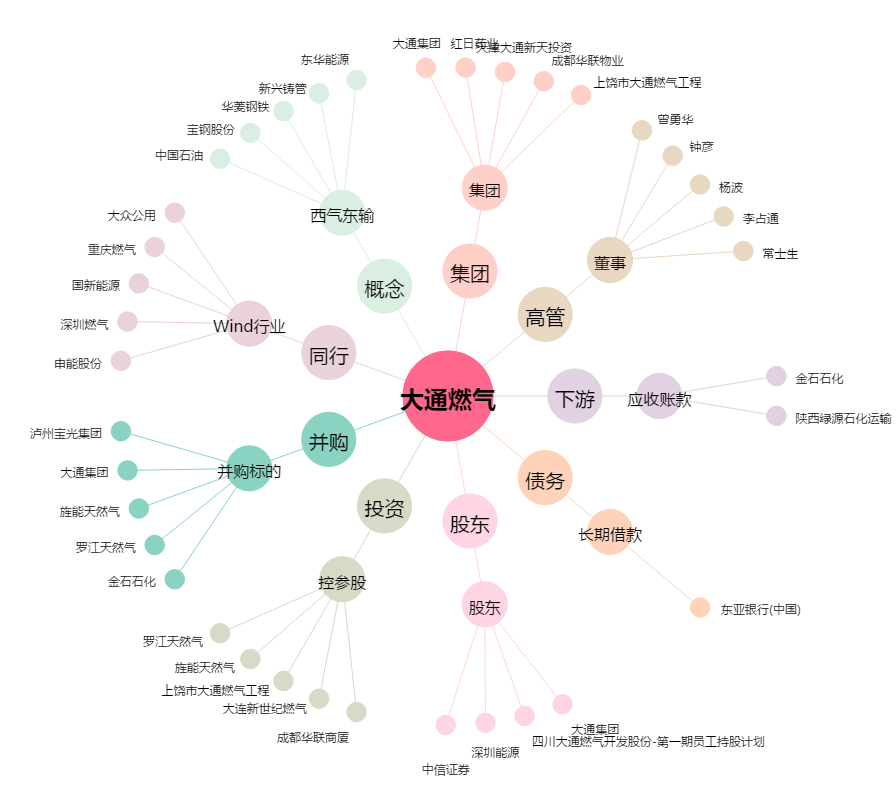 大通燃气
集团
集团
大通集团
红日药业
天津大通新天投资
成都华联物业
上饶市大通燃气工程
高管
董事
曾勇华
钟彦
杨波
李占通
常士生
下游
应收账款
金石石化
陕西绿源石化运输
债务
长期借款
东亚银行(中国)
股东
股东
大通集团
四川大通燃气开发股份-第一期员工持股计划
深圳能源
中信证券
投资
控参股
罗江天然气
旌能天然气
上饶市大通燃气工程
大连新世纪燃气
成都华联商厦
并购
并购标的
泸州宝光集团
大通集团
旌能天然气
罗江天然气
金石石化
同行
Wind行业
大众公用
重庆燃气
国新能源
深圳燃气
申能股份
概念
西气东输
东华能源
新兴铸管
华菱钢铁
宝钢股份
中国石油